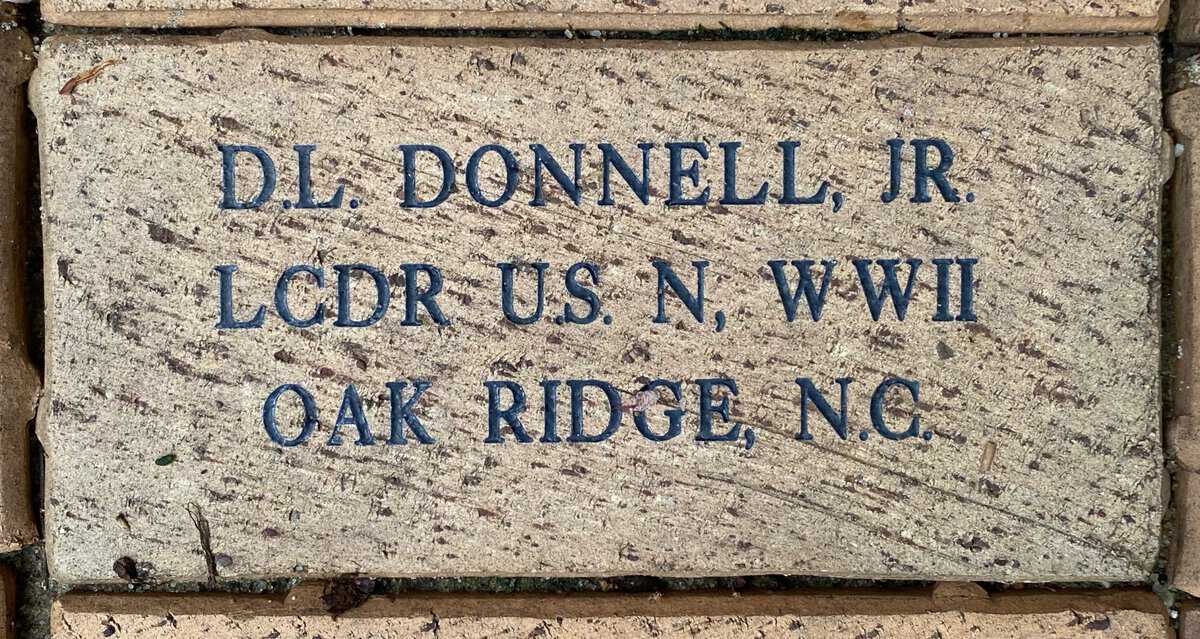 D.L. DONNELL, JR.
LCDR U.S. N, WWII
OAK RIDGE, N.C.